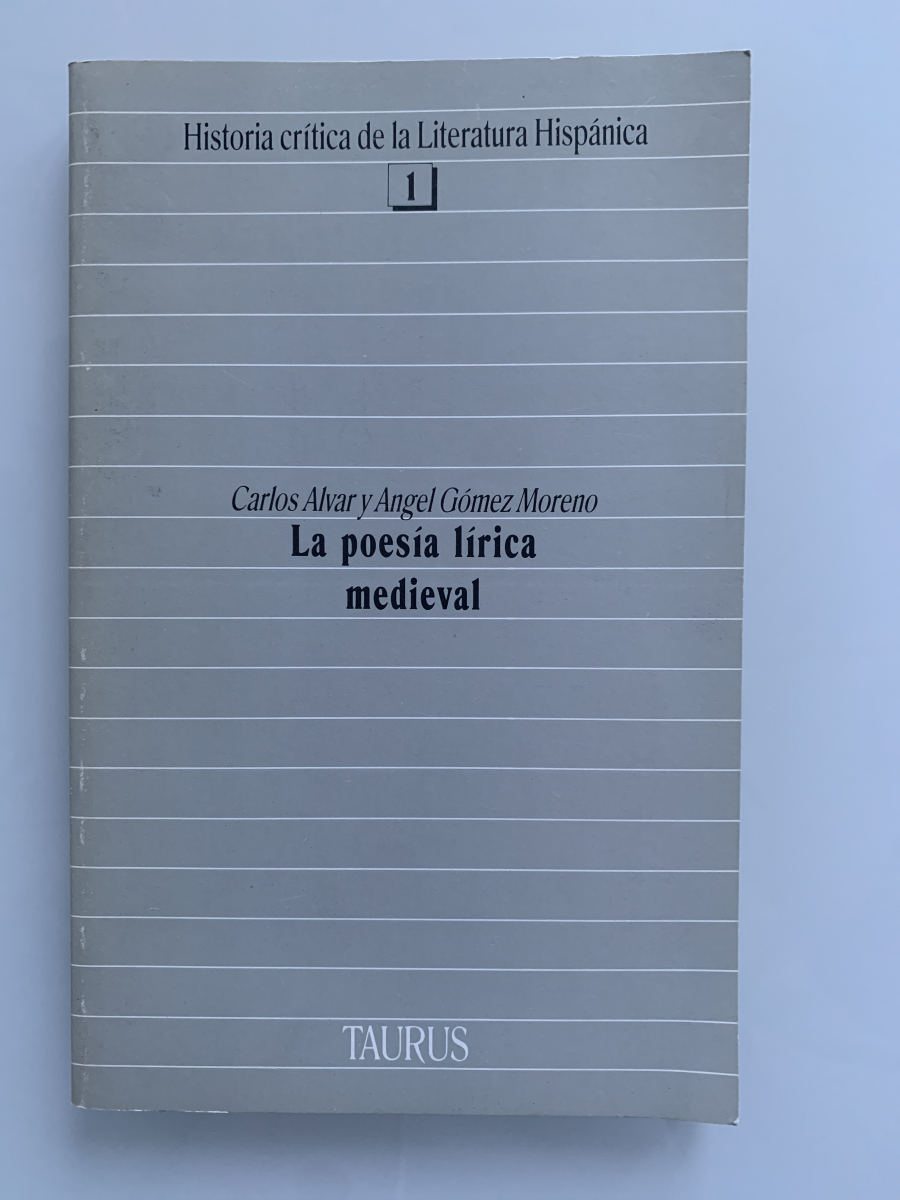 Historia crítica de la Literatura Hispánica
1
Carlos Alvar y Angel Gómez Moreno
La poesía lírica
medieval
TAURUS